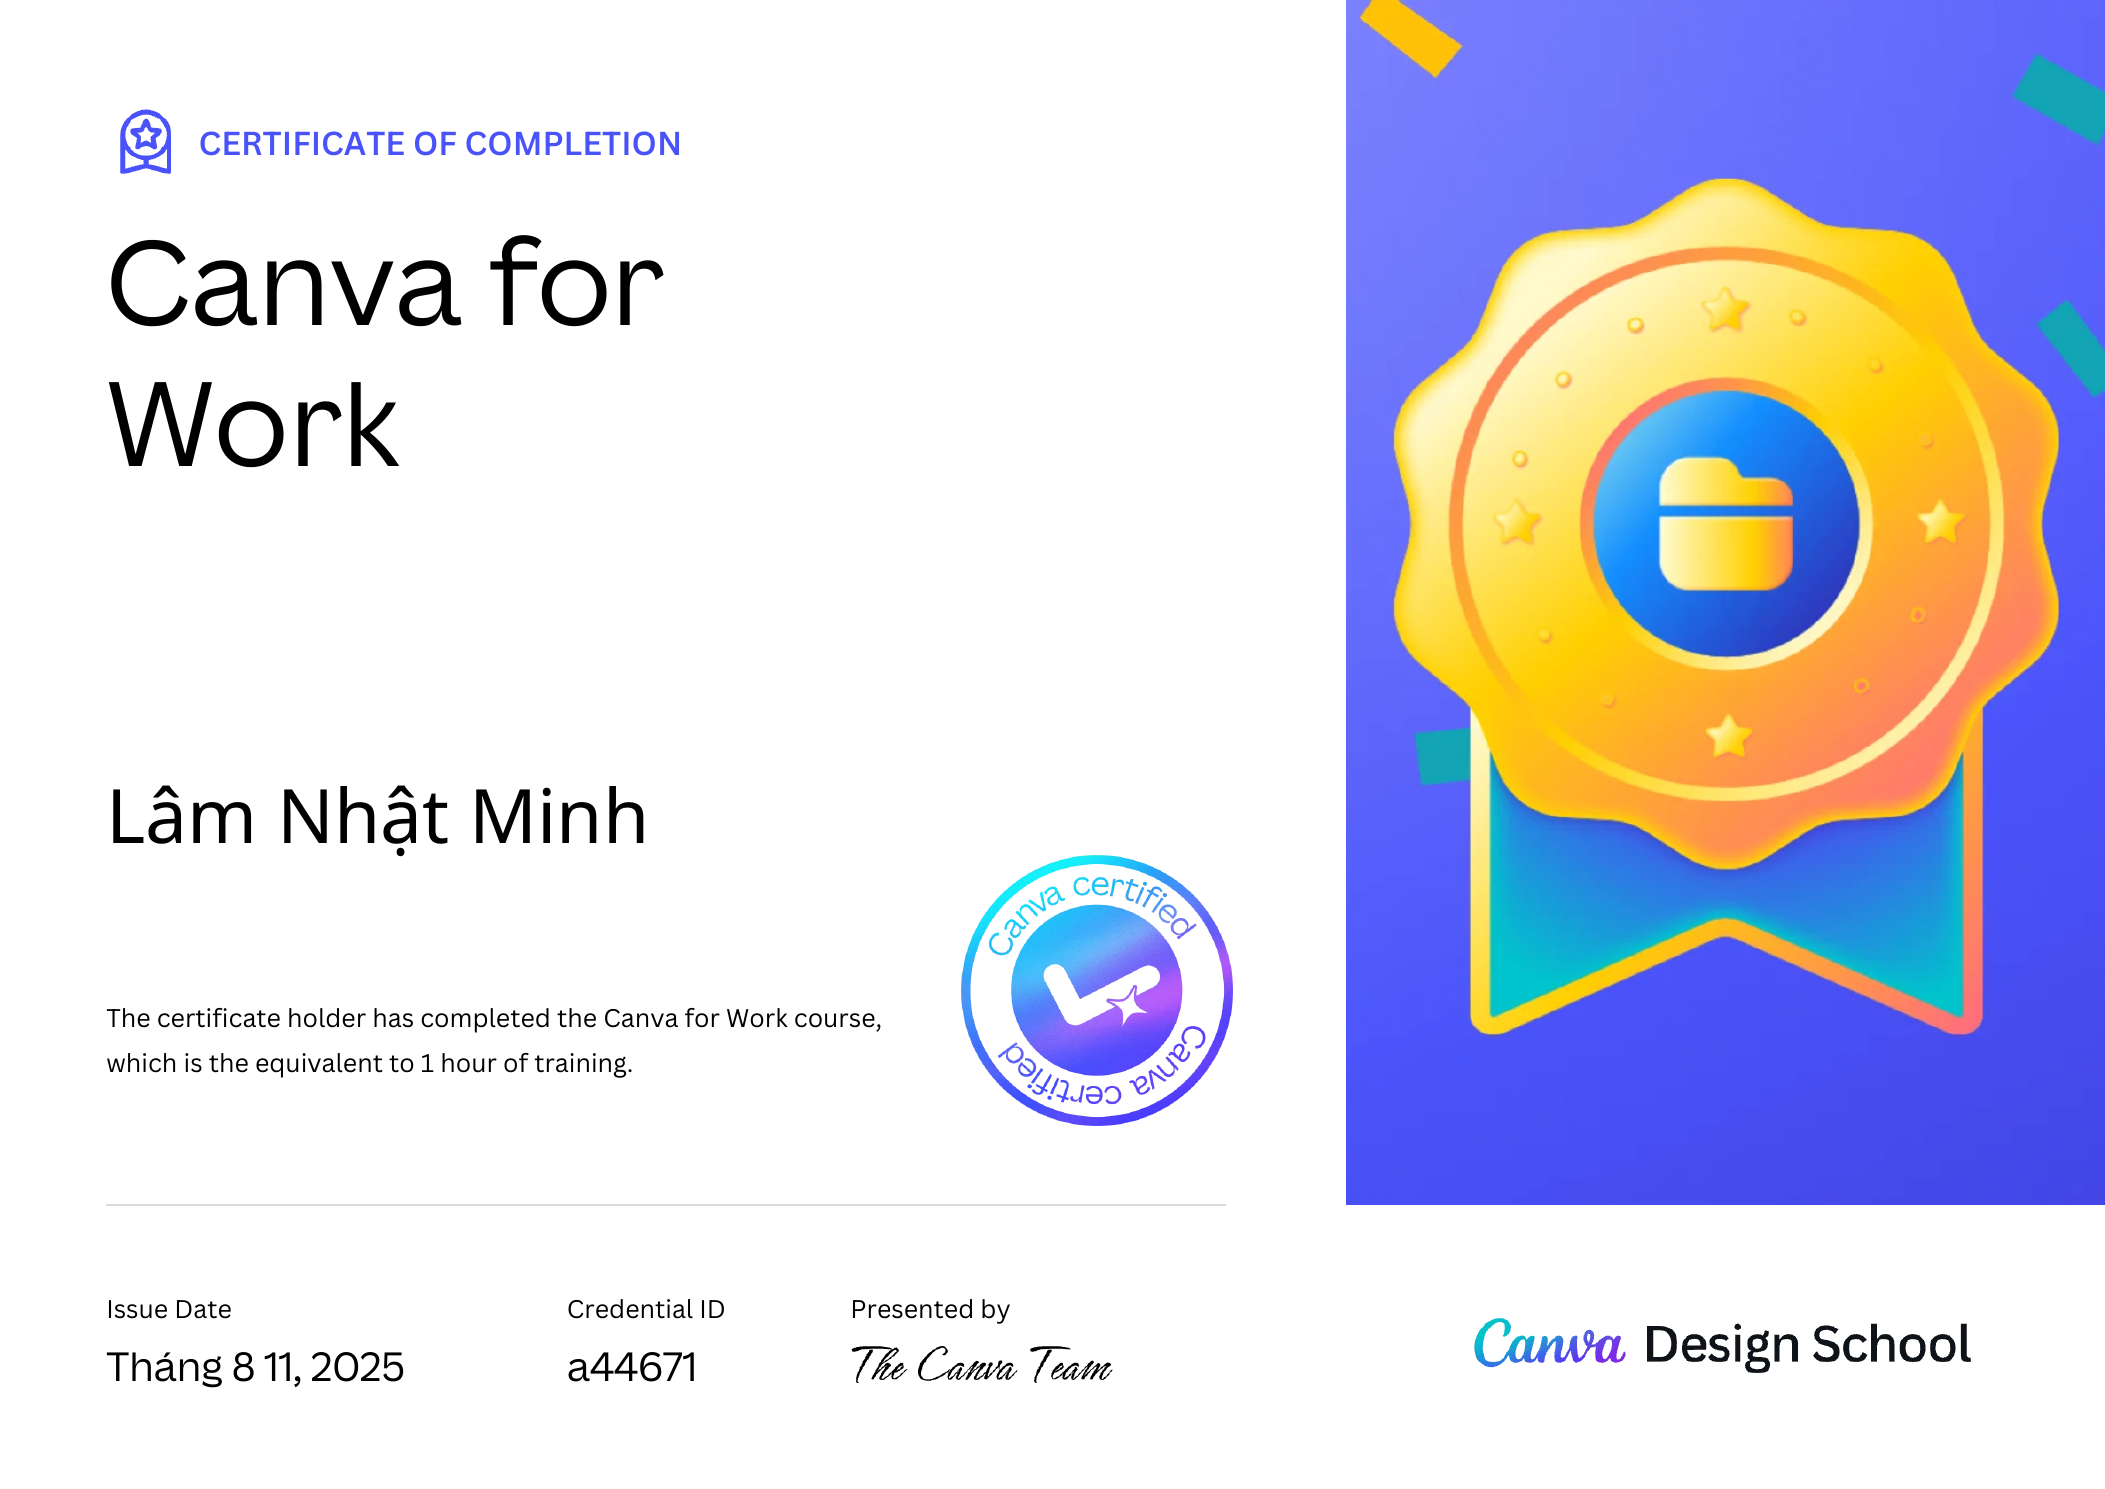 CERTIFICATE OF COMPLETION
Canva for
Work
Lâm Nhật Minh
Canva certified
Canva certified
The certificate holder has completed the Canva for Work course,
which is the equivalent to 1 hour of training.
Issue Date
Tháng 8 11, 2025
Credential ID
a44671
Presented by
The Canva Team
Canva Design School